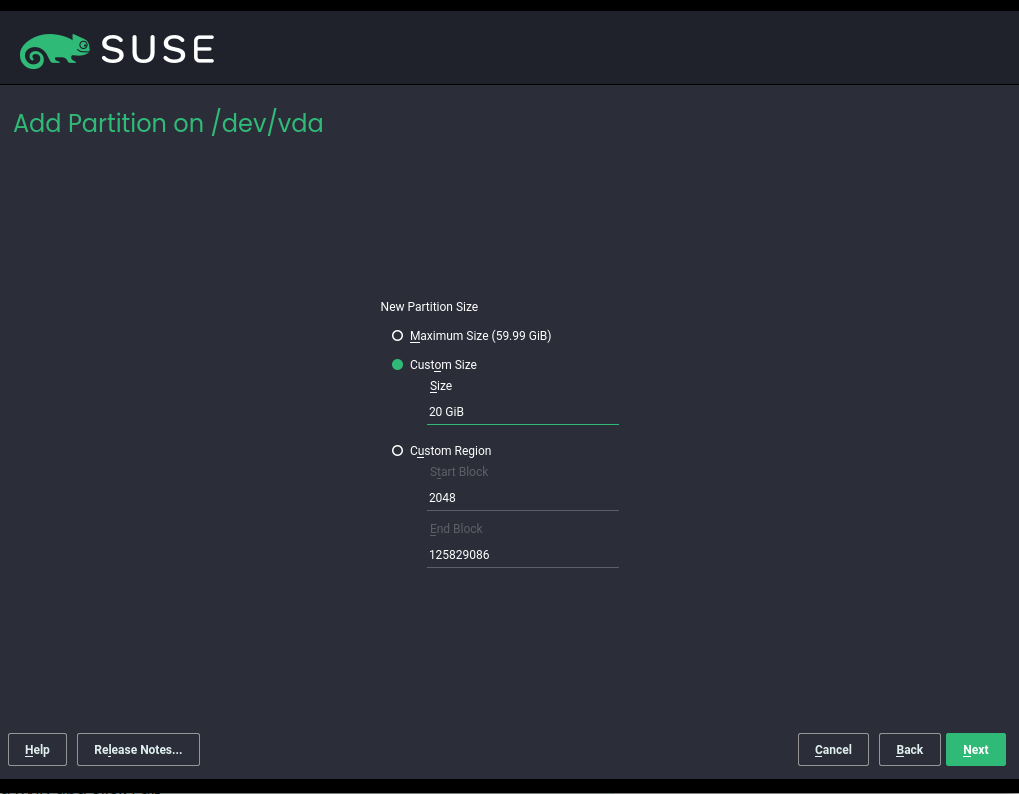 SUSE
Add Partition on /dev/vda
New Partition Size
Maximum Size (59.99 GiB)
Custom Size
Size
20 GiB
Custom Region
Start Block
2048
End Block
125829086
Help Release Notes... Cancel Back Next